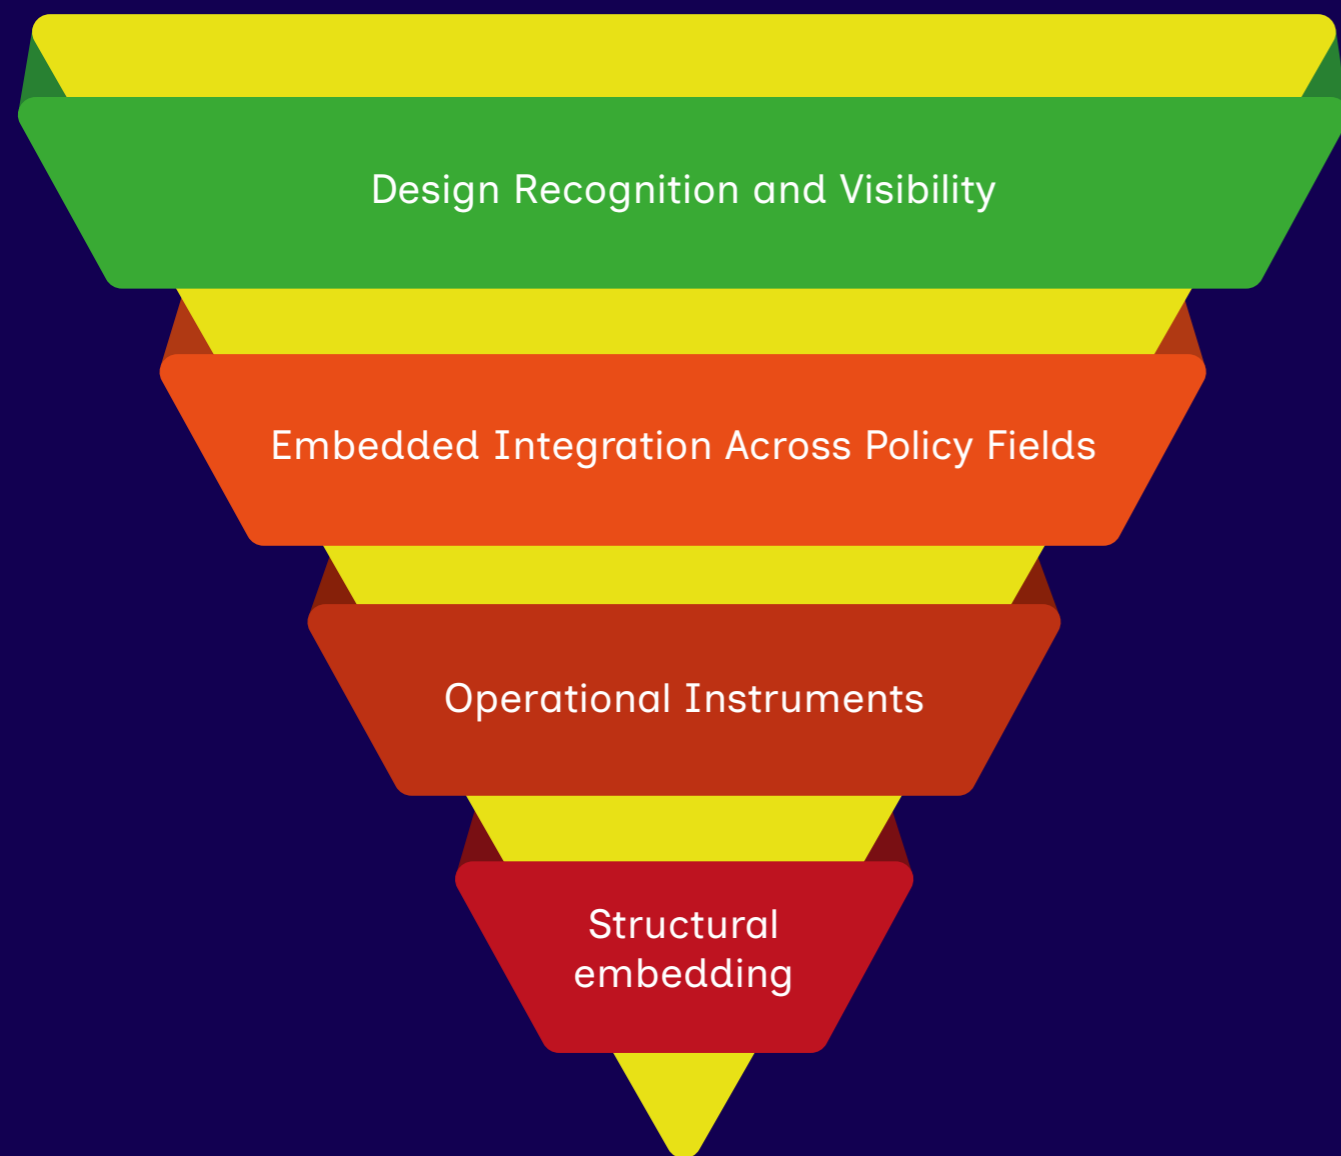 Design Recognition and Visibility
Embedded Integration Across Policy Fields
Operational Instruments
Structural
embedding